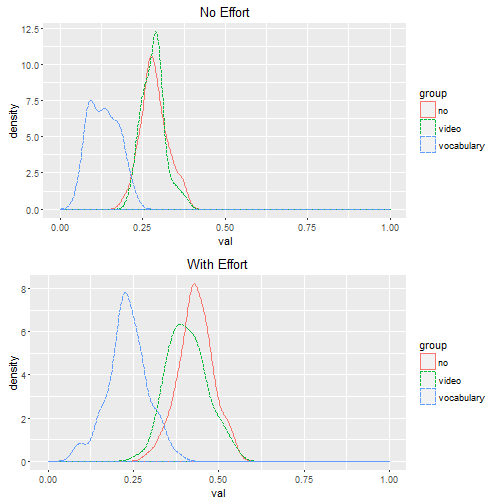 No Effort
12.5
10.0
7.5
5.0
2.5
0.0
density
0.00 0.25 0.50 0.75 1.00
val
group
no
video
vocabulary
With Effort
8
6
4
2
0
density
0.00 0.25 0.50 0.75 1.00
val
group
no
video
vocabulary